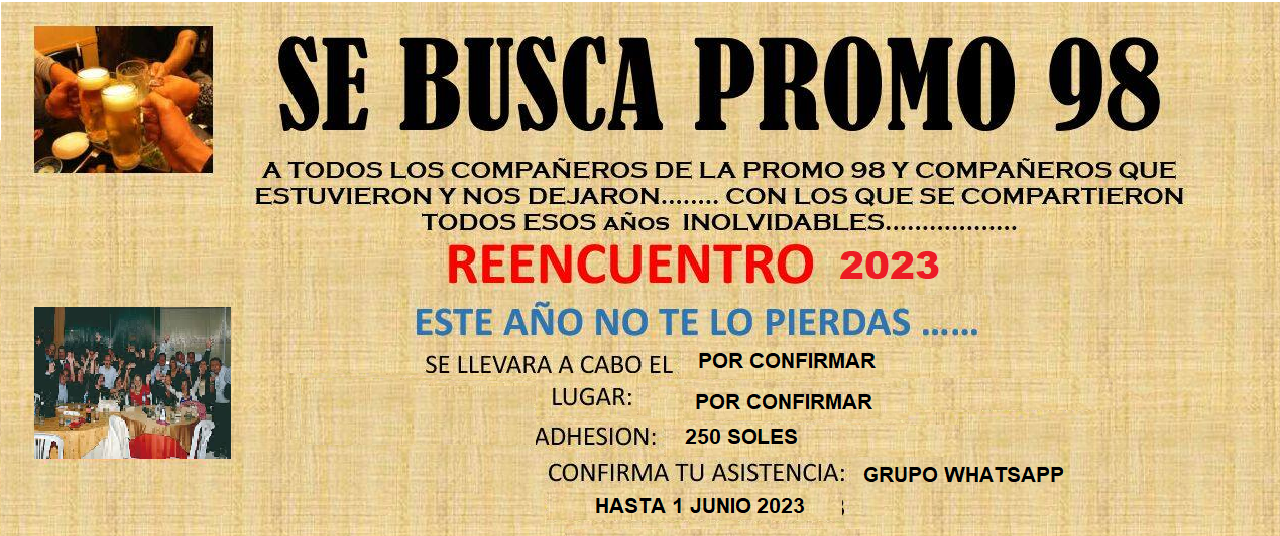 SE BUSCA PROMO 98
A TODOS LOS COMPAÑEROS DE LA PROMO 98 Y COMPAÑEROS QUE
ESTUVIERON Y NOS DEJARON........ CON LOS QUE SE COMPARTIERON
TODOS ESOS años INOLVIDABLES..................
REENCUENTRO 2023
ESTE AÑO NO TE LO PIERDAS ......
SE LLEVARA A CABO EL POR CONFIRMAR
LUGAR: POR CONFIRMAR
ADHESION: 250 SOLES
CONFIRMA TU ASISTENCIA: GRUPO WHATSAPP
HASTA 1 JUNIO 2023 ;